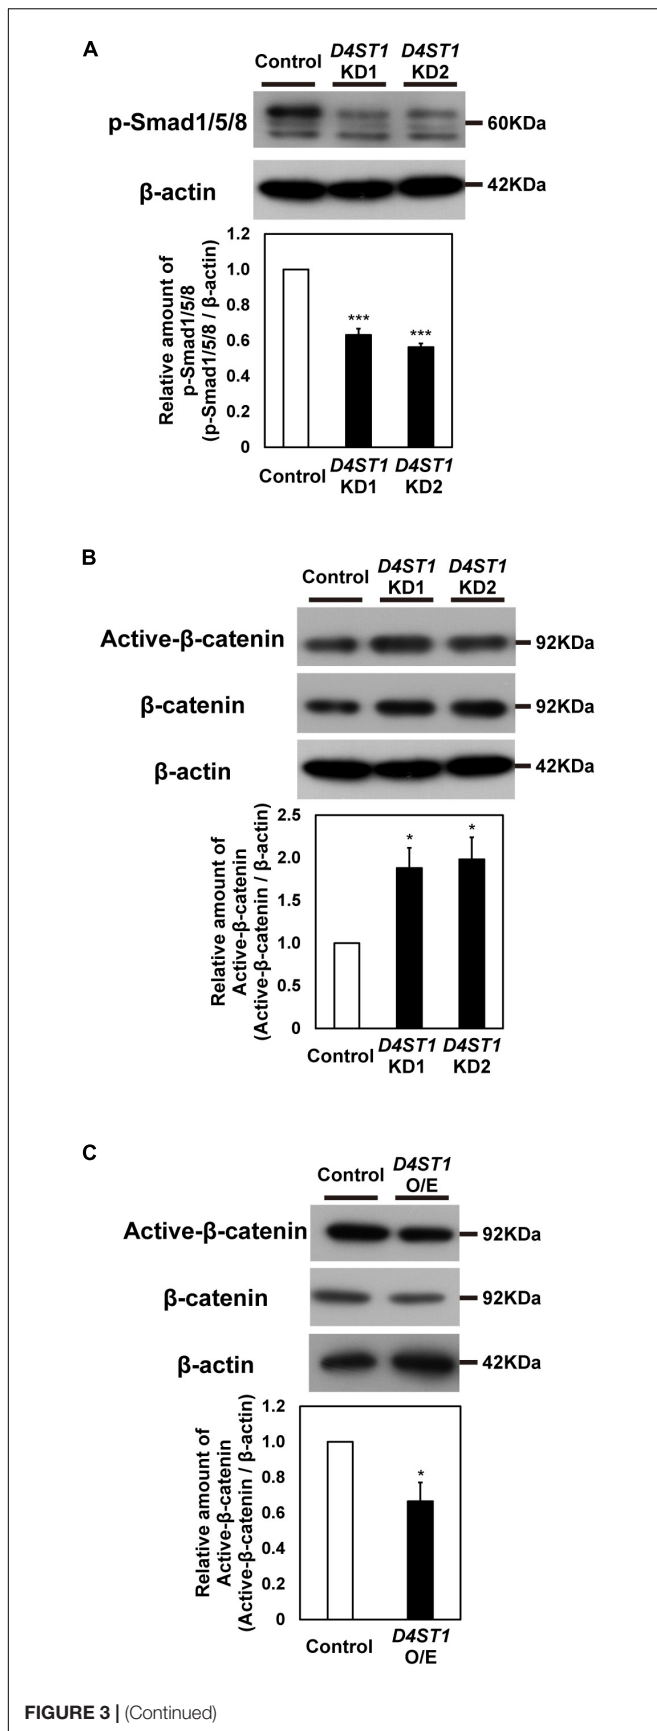 A
Control
D4ST1
KD1
D4ST1
KD2
p-Smad1/5/8
60KDa
β-actin
42KDa
Relative amount of
p-Smad1/5/8
(p-Smad1/5/8 / β-actin)
1.2
1.0
0.8
0.6
0.4
0.2
0
***
***
Control
D4ST1
KD1
D4ST1
KD2
B
Control
D4ST1
KD1
D4ST1
KD2
Active-β-catenin
92KDa
β-catenin
92KDa
β-actin
42KDa
Relative amount of
Active-β-catenin
(Active-β-catenin / β-actin)
2.5
2.0
1.5
1.0
0.5
0
*
*
Control
D4ST1
KD1
D4ST1
KD2
C
Control
D4ST1
O/E
Active-β-catenin
92KDa
β-catenin
92KDa
β-actin
42KDa
Relative amount of
Active-β-catenin
(Active-β-catenin / β-actin)
1.2
1.0
0.8
0.6
0.4
0.2
0
*
Control
D4ST1
O/E
FIGURE 3 | (Continued)